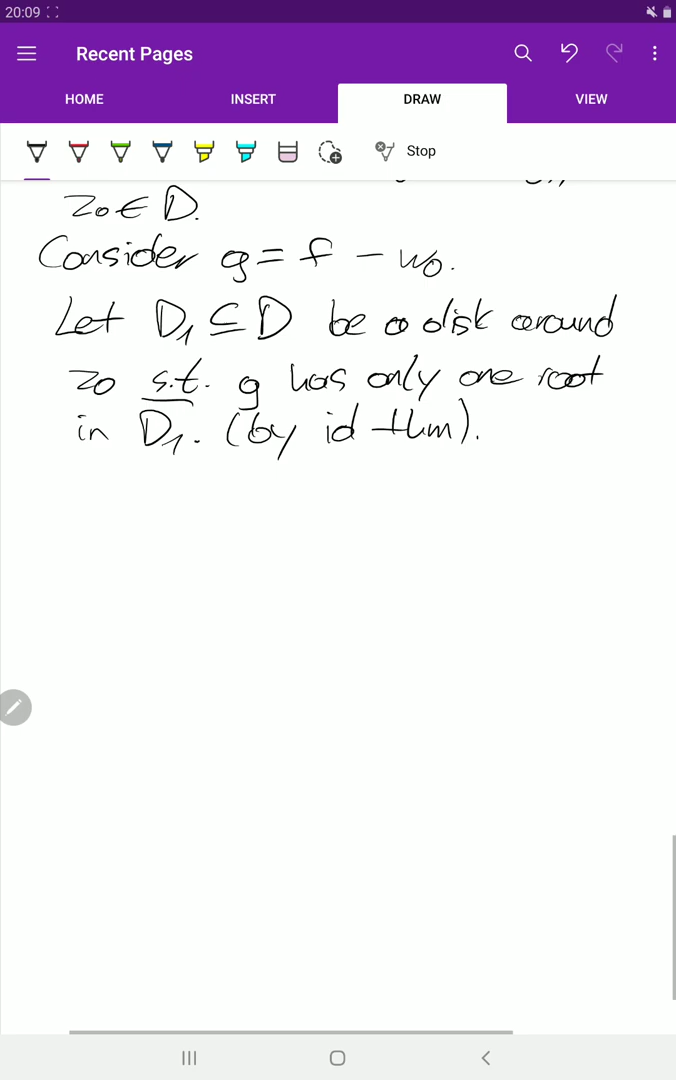 20:09
Recent Pages
HOME INSERT DRAW VIEW
Stop
z₀ ∈ D.
Consider g = f - w₀.
Let D₁ ⊆ D be a disk around
z₀ s.t. g has only one root
in D₁. (by id thm).